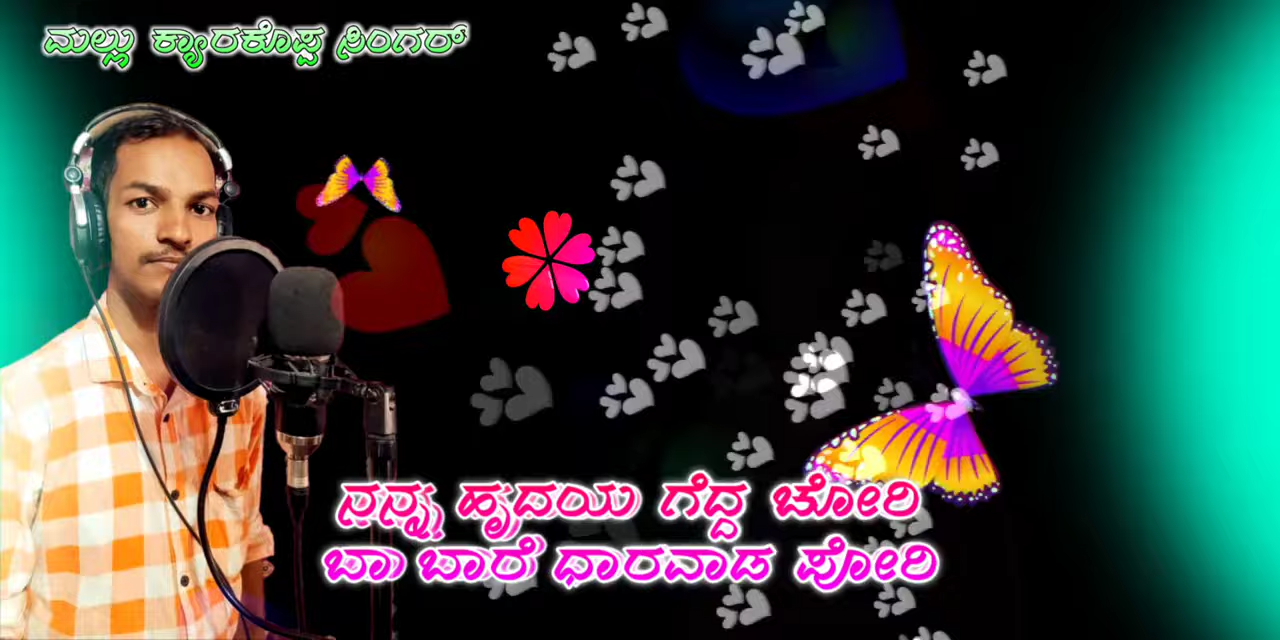 ಮಲ್ಲು ಕ್ಯಾರಕೊಪ್ಪ ಸಿಂಗರ್
ನನ್ನ ಹೃದಯ ಗೆದ್ದ ಚೋರಿ
ಬಾ ಬಾರೆ ಧಾರವಾಡ ಪೋರಿ